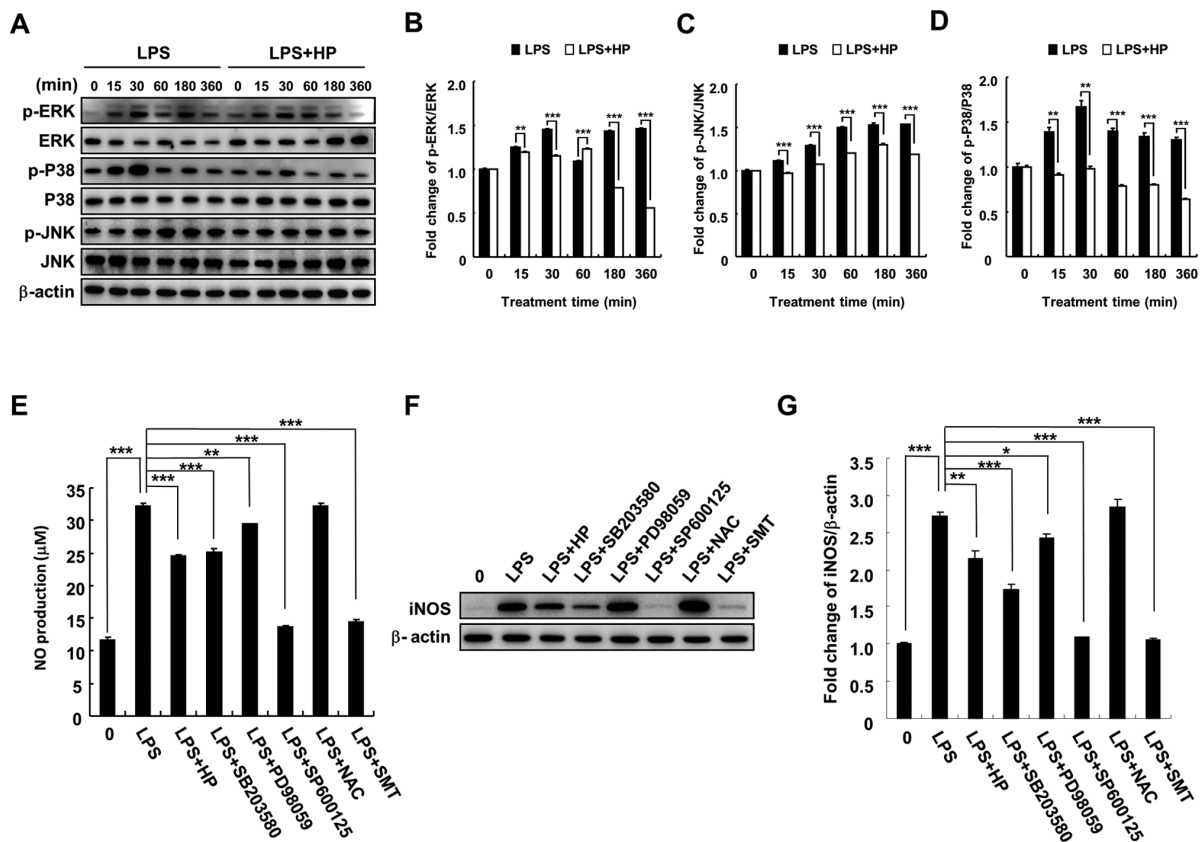 A
LPS LPS+HP
(min) 0 15 30 60 180 360 0 15 30 60 180 360
p-ERK
ERK
p-P38
P38
p-JNK
JNK
β-actin
B
LPS LPS+HP
Fold change of p-ERK/ERK
2.0
1.5
1.0
0.5
0
** *** *** *** ***
0 15 30 60 180 360
Treatment time (min)
C
LPS LPS+HP
Fold change of p-JNK/JNK
2.0
1.5
1.0
0.5
0
*** *** *** *** ***
0 15 30 60 180 360
Treatment time (min)
D
LPS LPS+HP
Fold change of p-P38/P38
2.0
1.5
1.0
0.5
0
** ** *** *** ***
0 15 30 60 180 360
Treatment time (min)
E
NO production (μM)
35
30
25
20
15
10
5
0
***
***
**
***
***
***
0 LPS LPS+HP LPS+SB203580 LPS+PD98059 LPS+SP600125 LPS+NAC LPS+SMT
F
0 LPS LPS+HP LPS+SB203580 LPS+PD98059 LPS+SP600125 LPS+NAC LPS+SMT
iNOS
β- actin
G
Fold change of iNOS/β-actin
3.5
3.0
2.5
2.0
1.5
1.0
0.5
0
***
***
*
***
***
**
0 LPS LPS+HP LPS+SB203580 LPS+PD98059 LPS+SP600125 LPS+NAC LPS+SMT